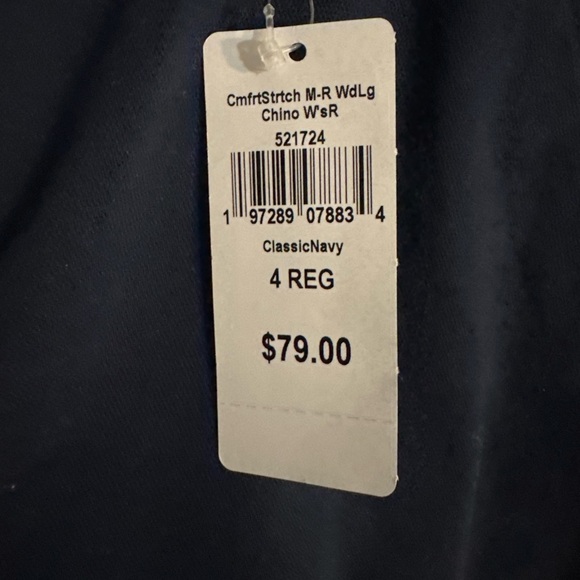 CmfrtStrtch M-R WdLg
Chino W'sR
521724
1 97289 07883 4
ClassicNavy
4 REG
$79.00